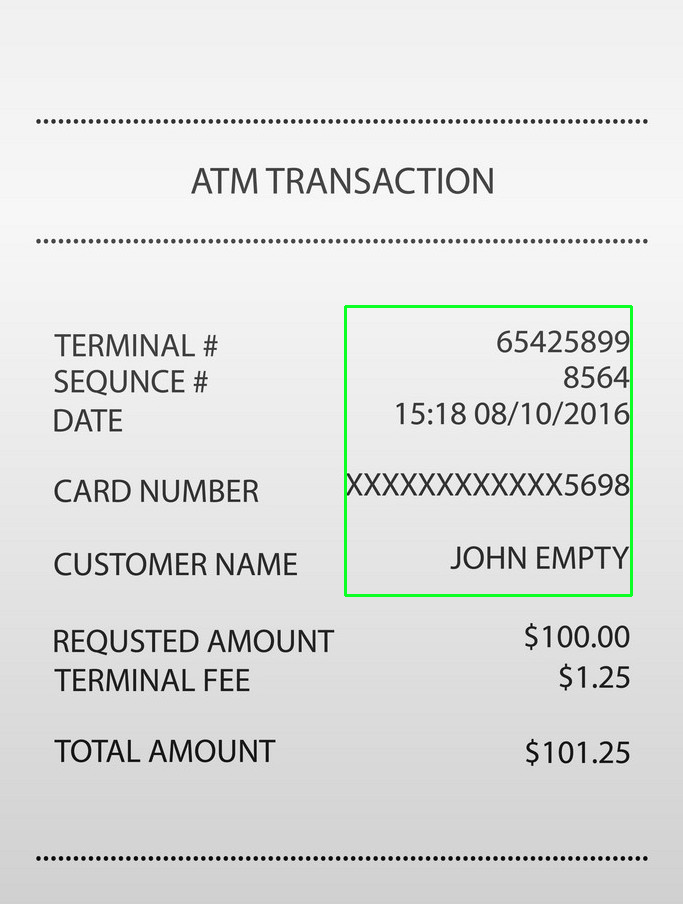 ATM TRANSACTION
TERMINAL # 65425899
SEQUNCE # 8564
DATE 15:18 08/10/2016
CARD NUMBER XXXXXXXXXXXX5698
CUSTOMER NAME JOHN EMPTY
REQUSTED AMOUNT $100.00
TERMINAL FEE $1.25
TOTAL AMOUNT $101.25